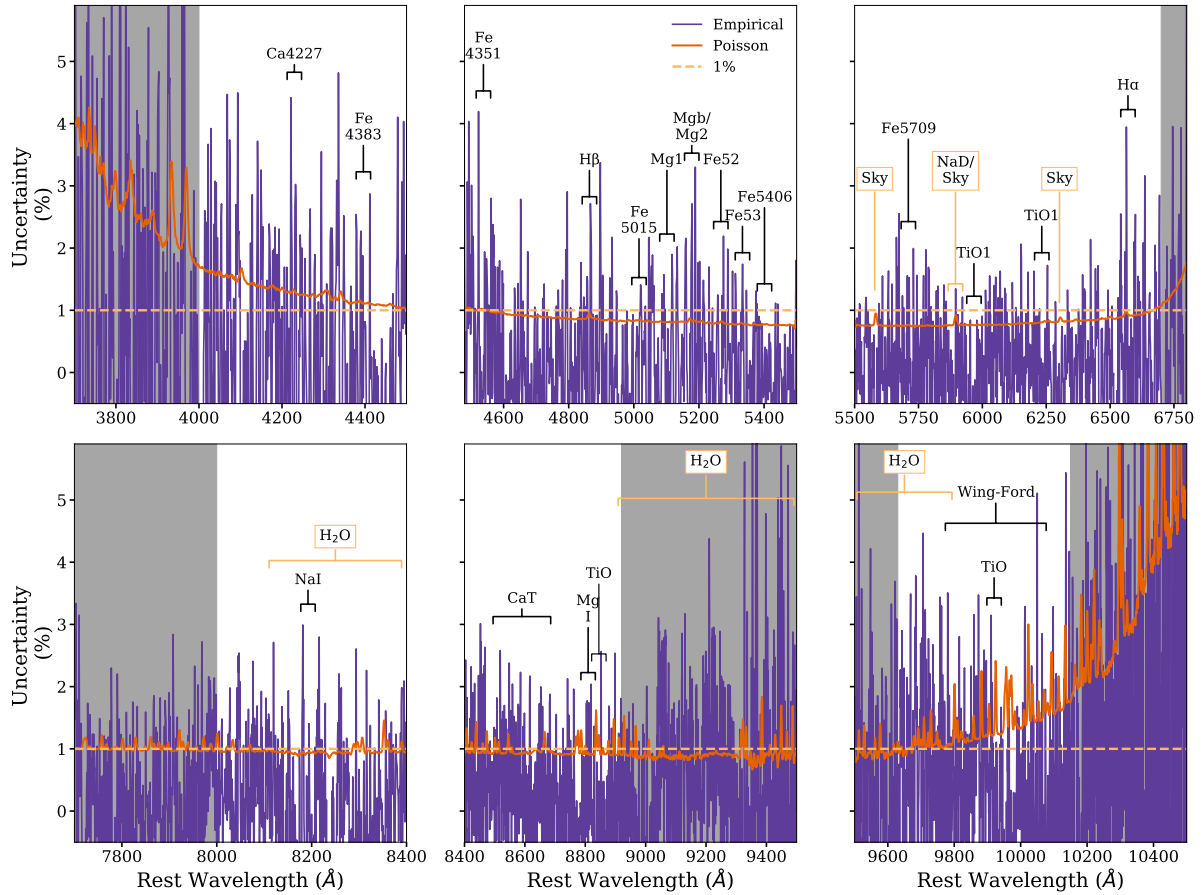 Uncertainty
(%)
5
4
3
2
1
0
Ca4227
Fe
4383
3800
4000
4200
4400
Fe
4351
Hβ
Fe
5015
Mg1
Mgb/
Mg2
Fe52
Fe53
Fe5406
Empirical
Poisson
1%
4600
4800
5000
5200
5400
Sky
Fe5709
NaD/
Sky
TiO1
TiO1
Sky
Hα
5500
5750
6000
6250
6500
6750
Uncertainty
(%)
5
4
3
2
1
0
H₂O
NaI
7800
8000
8200
8400
Rest Wavelength (Å)
H₂O
CaT
Mg
I
TiO
8400
8600
8800
9000
9200
9400
Rest Wavelength (Å)
H₂O
Wing-Ford
TiO
9600
9800
10000
10200
10400
Rest Wavelength (Å)